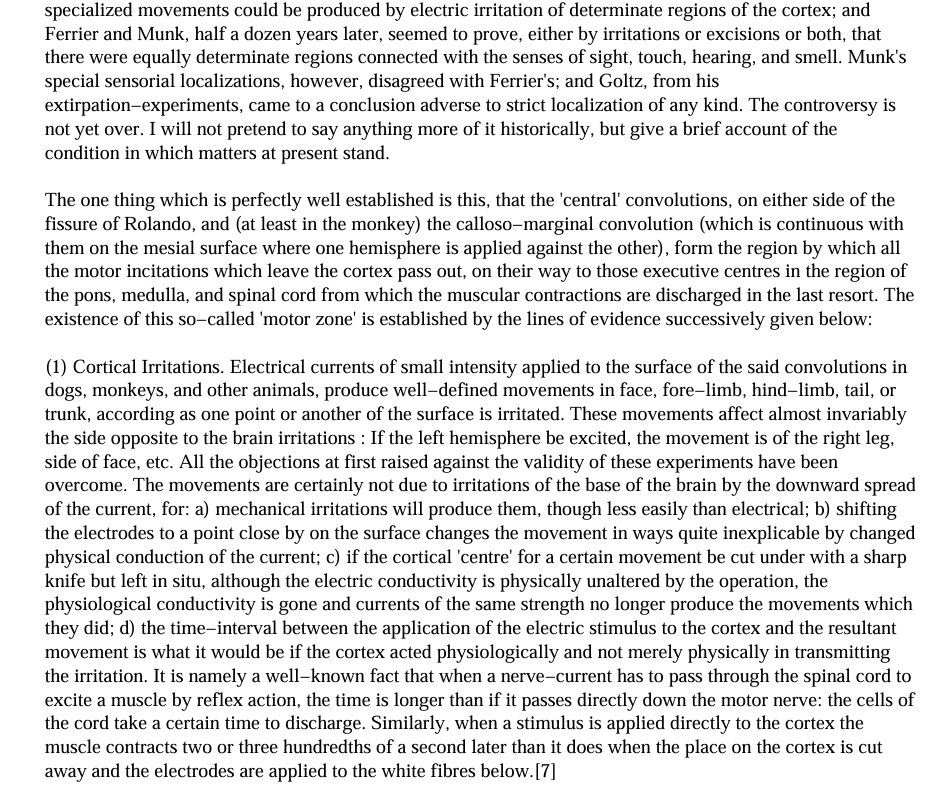 specialized movements could be produced by electric irritation of determinate regions of the cortex; and
Ferrier and Munk, half a dozen years later, seemed to prove, either by irritations or excisions or both, that
there were equally determinate regions connected with the senses of sight, touch, hearing, and smell. Munk's
special sensorial localizations, however, disagreed with Ferrier's; and Goltz, from his
extirpation−experiments, came to a conclusion adverse to strict localization of any kind. The controversy is
not yet over. I will not pretend to say anything more of it historically, but give a brief account of the
condition in which matters at present stand.

The one thing which is perfectly well established is this, that the 'central' convolutions, on either side of the
fissure of Rolando, and (at least in the monkey) the calloso−marginal convolution (which is continuous with
them on the mesial surface where one hemisphere is applied against the other), form the region by which all
the motor incitations which leave the cortex pass out, on their way to those executive centres in the region of
the pons, medulla, and spinal cord from which the muscular contractions are discharged in the last resort. The
existence of this so−called 'motor zone' is established by the lines of evidence successively given below:

(1) Cortical Irritations. Electrical currents of small intensity applied to the surface of the said convolutions in
dogs, monkeys, and other animals, produce well−defined movements in face, fore−limb, hind−limb, tail, or
trunk, according as one point or another of the surface is irritated. These movements affect almost invariably
the side opposite to the brain irritations : If the left hemisphere be excited, the movement is of the right leg,
side of face, etc. All the objections at first raised against the validity of these experiments have been
overcome. The movements are certainly not due to irritations of the base of the brain by the downward spread
of the current, for: a) mechanical irritations will produce them, though less easily than electrical; b) shifting
the electrodes to a point close by on the surface changes the movement in ways quite inexplicable by changed
physical conduction of the current; c) if the cortical 'centre' for a certain movement be cut under with a sharp
knife but left in situ, although the electric conductivity is physically unaltered by the operation, the
physiological conductivity is gone and currents of the same strength no longer produce the movements which
they did; d) the time−interval between the application of the electric stimulus to the cortex and the resultant
movement is what it would be if the cortex acted physiologically and not merely physically in transmitting
the irritation. It is namely a well−known fact that when a nerve−current has to pass through the spinal cord to
excite a muscle by reflex action, the time is longer than if it passes directly down the motor nerve: the cells of
the cord take a certain time to discharge. Similarly, when a stimulus is applied directly to the cortex the
muscle contracts two or three hundredths of a second later than it does when the place on the cortex is cut
away and the electrodes are applied to the white fibres below.[7]